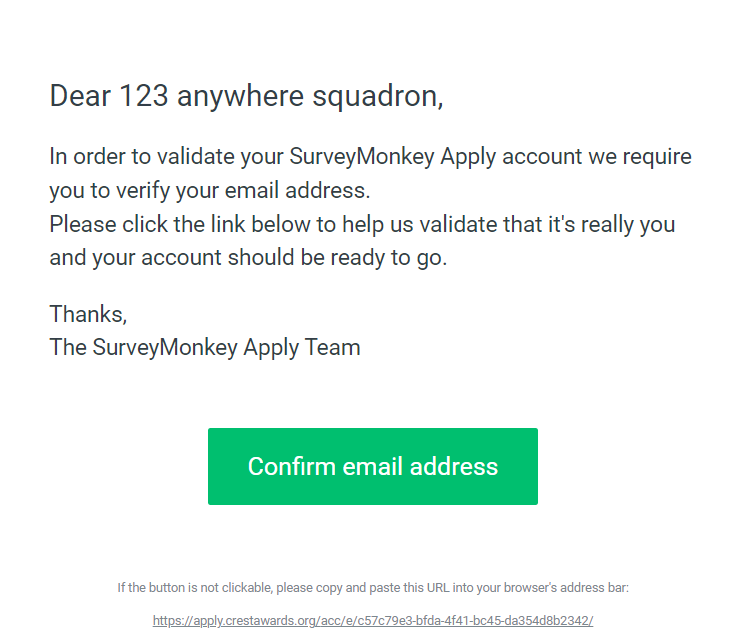 Dear 123 anywhere squadron,
In order to validate your SurveyMonkey Apply account we require
you to verify your email address.
Please click the link below to help us validate that it's really you
and your account should be ready to go.
Thanks,
The SurveyMonkey Apply Team
Confirm email address
If the button is not clickable, please copy and paste this URL into your browser's address bar:
https://apply.crestawards.org/acc/e/c57c79e3-bfda-4f41-bc45-da354d8b2342/